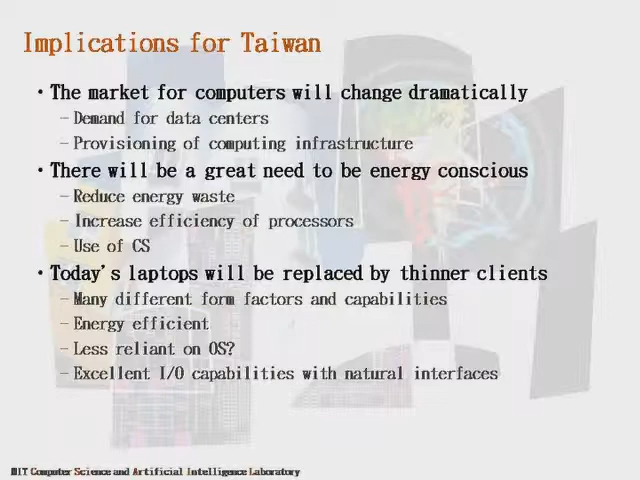 Implications for Taiwan
• The market for computers will change dramatically
– Demand for data centers
– Provisioning of computing infrastructure
• There will be a great need to be energy conscious
– Reduce energy waste
– Increase efficiency of processors
– Use of CS
• Today's laptops will be replaced by thinner clients
– Many different form factors and capabilities
– Energy efficient
– Less reliant on OS?
– Excellent I/O capabilities with natural interfaces
MIT Computer Science and Artificial Intelligence Laboratory